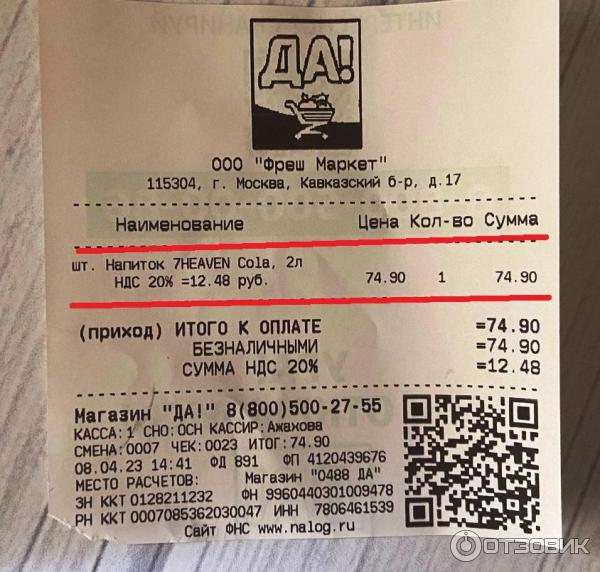 ДА!
ООО "Фреш Маркет"
115304, г. Москва, Кавказский б-р, д.17
Наименование Цена Кол-во Сумма
шт. Напиток 7HEAVEN Cola, 2л
НДС 20% =12.48 руб. 74.90 1 74.90
(приход) ИТОГО К ОПЛАТЕ =74.90
БЕЗНАЛИЧНЫМИ =74.90
СУММА НДС 20% =12.48
Магазин "ДА!" 8(800)500-27-55
КАССА:1 СНО:ОСН КАССИР:Ажахова
СМЕНА:0007 ЧЕК:0023 ИТОГ:74.90
08.04.23 14:41 ФД 891 ФП 4120439676
МЕСТО РАСЧЕТОВ: Магазин "0488 ДА"
ЗН ККТ 0128211232 ФН 9960440301009478
РН ККТ 0007085362030047 ИНН 7806461539
Сайт ФНС www.nalog.ru
ОТЗОВИК